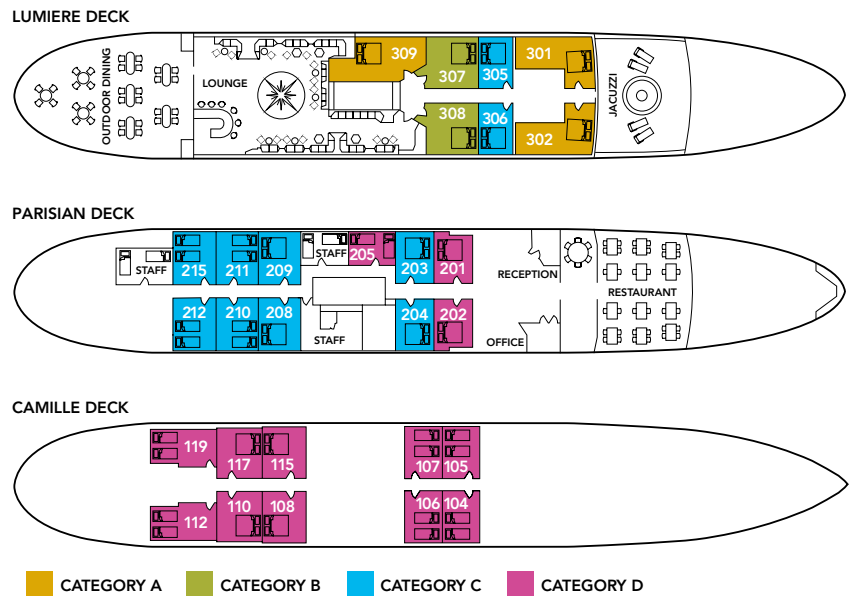 LUMIERE DECK
OUTDOOR DINING
LOUNGE
309
307
305
301
308
306
302
JACUZZI
PARISIAN DECK
STAFF
215
211
209
STAFF
205
203
201
RECEPTION
RESTAURANT
212
210
208
STAFF
204
202
OFFICE
CAMILLE DECK
119
117
115
107
105
112
110
108
106
104
CATEGORY A
CATEGORY B
CATEGORY C
CATEGORY D